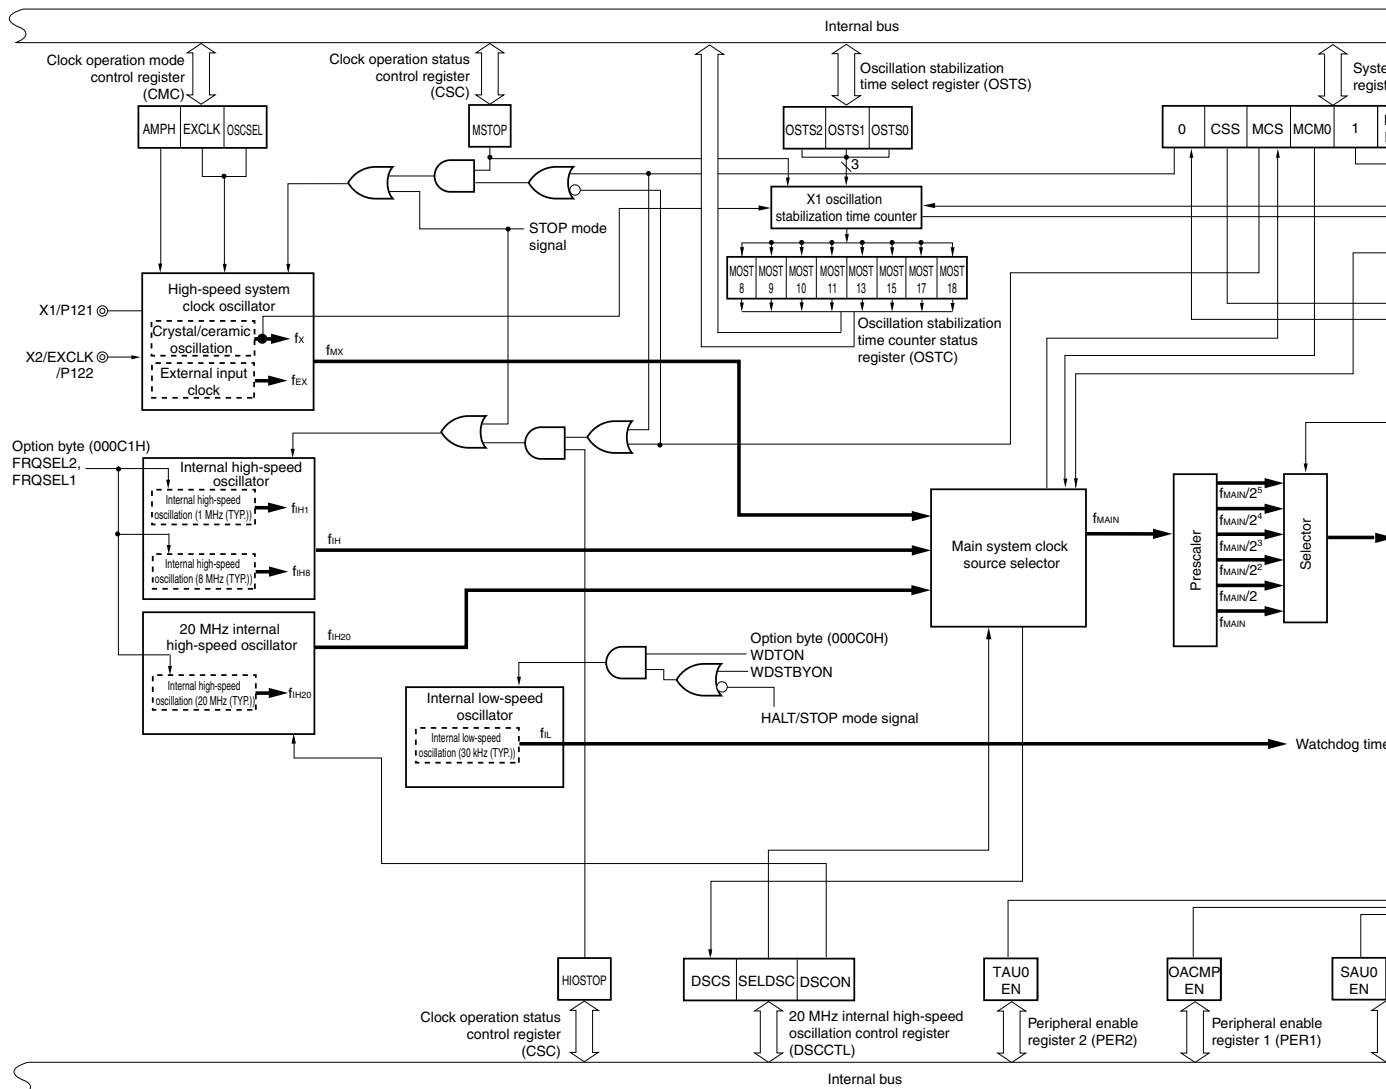 Internal bus
Clock operation mode
control register
(CMC)
Clock operation status
control register
(CSC)
Oscillation stabilization
time select register (OSTS)
Syste
regist
AMPH EXCLK OSCSEL
MSTOP
OSTS2 OSTS1 OSTS0
0 CSS MCS MCM0 1
3
X1 oscillation
stabilization time counter
STOP mode
signal
MOST MOST MOST MOST MOST MOST MOST MOST
8 9 10 11 13 15 17 18
Oscillation stabilization
time counter status
register (OSTC)
High-speed system
clock oscillator
X1/P121
Crystal/ceramic
oscillation
fX
X2/EXCLK
/P122
External input
clock
fEX
fMX
Option byte (000C1H)
FRQSEL2,
FRQSEL1
Internal high-speed
oscillator
Internal high-speed
oscillation (1 MHz (TYP.))
fIH1
fIH
Internal high-speed
oscillation (8 MHz (TYP.))
fIH8
20 MHz internal
high-speed oscillator
fIH20
Internal high-speed
oscillation (20 MHz (TYP.))
fIH20
Main system clock
source selector
fMAIN
Prescaler
fMAIN/2⁵
fMAIN/2⁴
fMAIN/2³
fMAIN/2²
fMAIN/2
fMAIN
Selector
Option byte (000C0H)
WDTON
WDSTBYON
HALT/STOP mode signal
Internal low-speed
oscillator
Internal low-speed
oscillation (30 kHz (TYP.))
fIL
Watchdog time
HIOSTOP
DSCS SELDSC DSCON
TAU0
EN
OACMP
EN
SAU0
EN
Clock operation status
control register
(CSC)
20 MHz internal high-speed
oscillation control register
(DSCCTL)
Peripheral enable
register 2 (PER2)
Peripheral enable
register 1 (PER1)
Internal bus